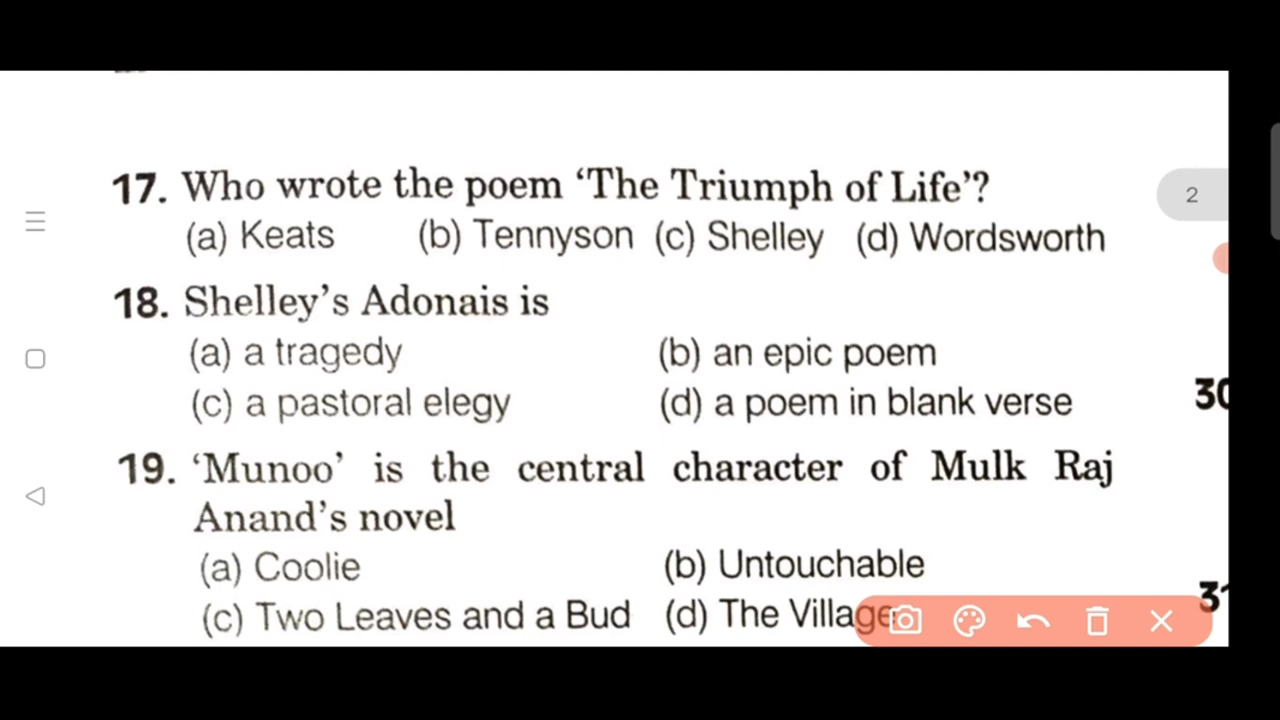 17. Who wrote the poem ‘The Triumph of Life’?
(a) Keats (b) Tennyson (c) Shelley (d) Wordsworth
18. Shelley’s Adonais is
(a) a tragedy (b) an epic poem
(c) a pastoral elegy (d) a poem in blank verse
19. ‘Munoo’ is the central character of Mulk Raj
Anand’s novel
(a) Coolie (b) Untouchable
(c) Two Leaves and a Bud (d) The Village
2
30